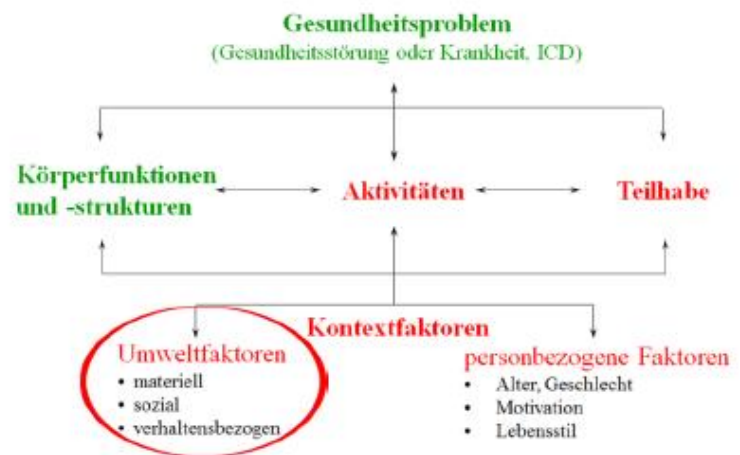 Gesundheitsproblem
(Gesundheitsstörung oder Krankheit, ICD)
Körperfunktionen
und -strukturen
Aktivitäten
Teilhabe
Kontextfaktoren
Umweltfaktoren
• materiell
• sozial
• verhaltensbezogen
personbezogene Faktoren
• Alter, Geschlecht
• Motivation
• Lebensstil